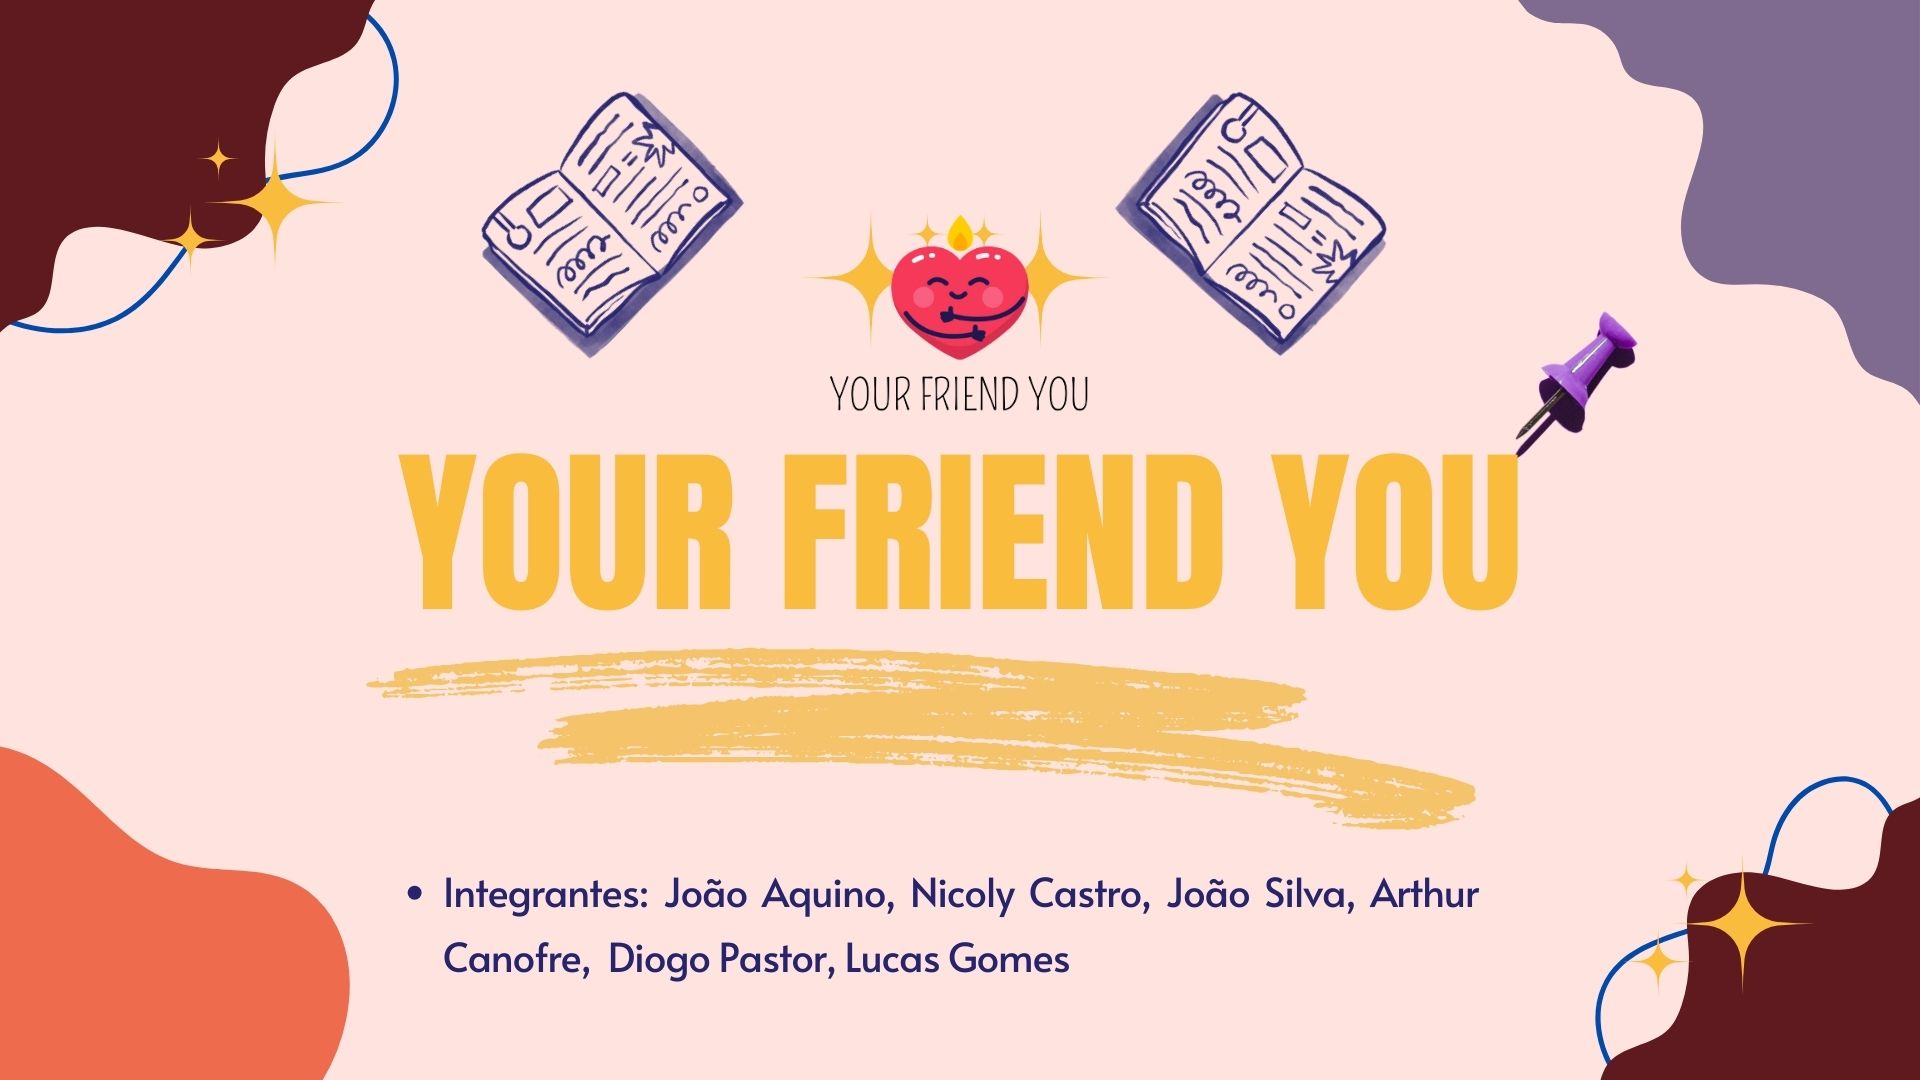 YOUR FRIEND YOU
YOUR FRIEND YOU
• Integrantes: João Aquino, Nicoly Castro, João Silva, Arthur
Canofre, Diogo Pastor, Lucas Gomes